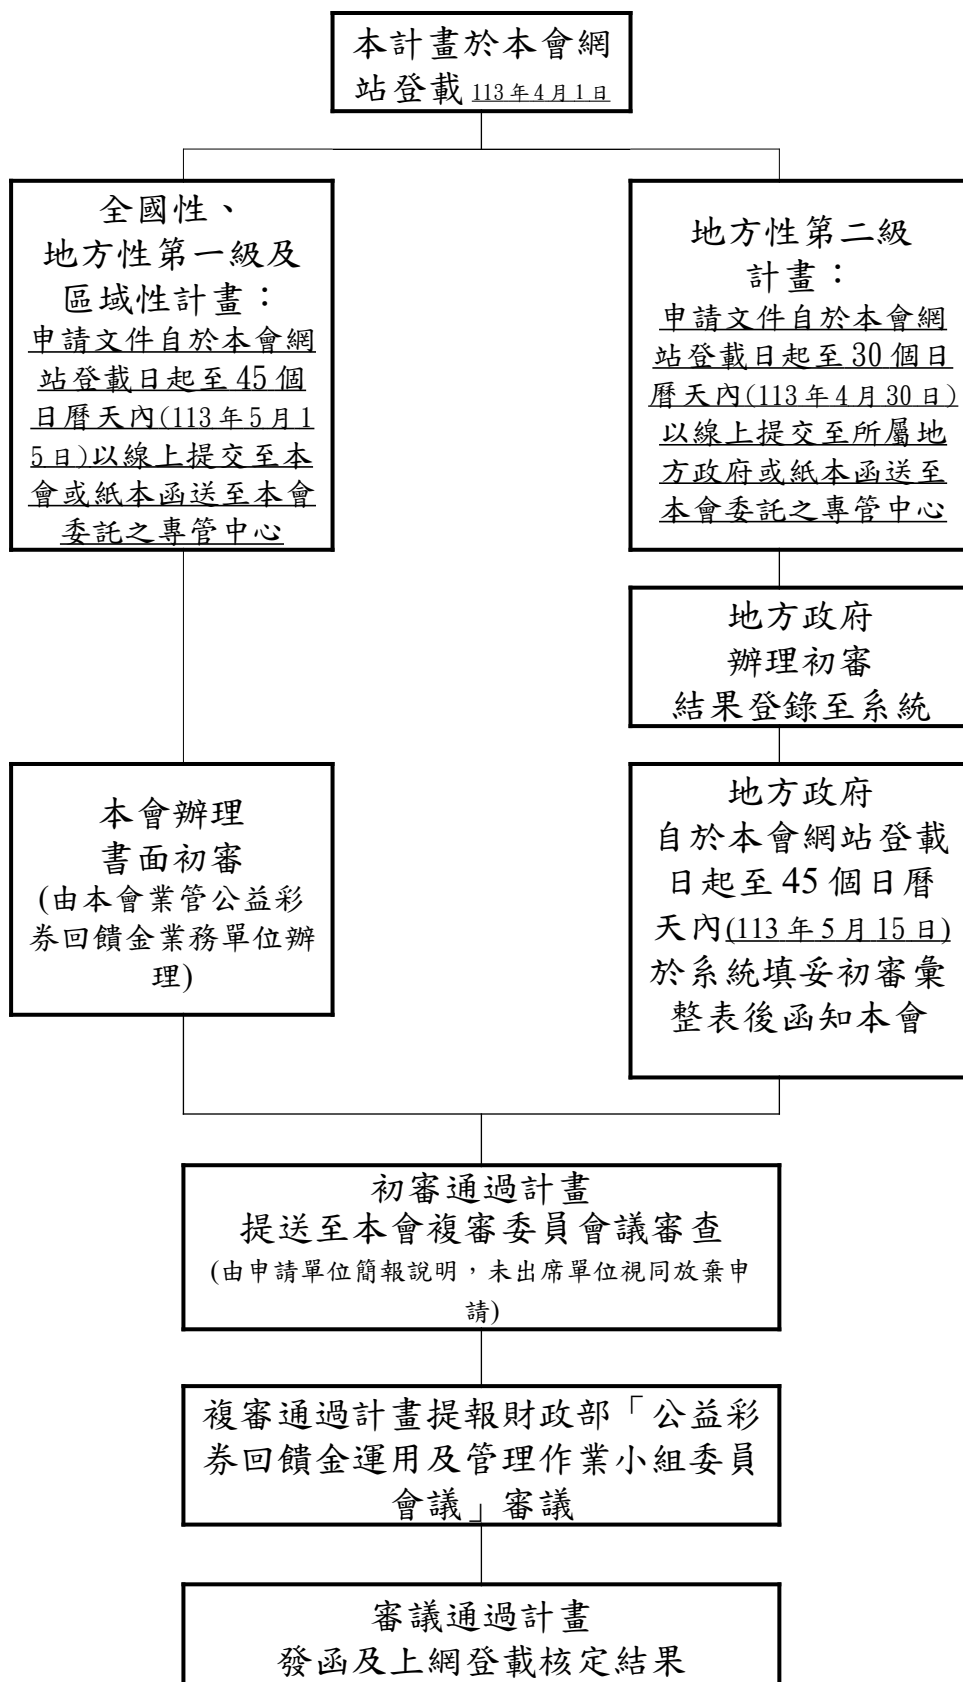 本計畫於本會網
站登載 113年4月1日
全國性、
地方性第一級及
區域性計畫：
申請文件自於本會網
站登載日起至 45 個
日曆天內(113年5月1
5日)以線上提交至本
會或紙本函送至本會
委託之專管中心
地方性第二級
計畫：
申請文件自於本會網
站登載日起至 30 個日
曆天內(113年4月30日)
以線上提交至所屬地
方政府或紙本函送至
本會委託之專管中心
地方政府
辦理初審
結果登錄至系統
本會辦理
書面初審
(由本會業管公益彩
券回饋金業務單位辦
理)
地方政府
自於本會網站登載
日起至 45 個日曆
天內(113 年 5 月 15 日)
於系統填妥初審彙
整表後函知本會
初審通過計畫
提送至本會複審委員會議審查
(由申請單位簡報說明，未出席單位視同放棄申
請)
複審通過計畫提報財政部「公益彩
券回饋金運用及管理作業小組委員
會議」審議
審議通過計畫
發函及上網登載核定結果